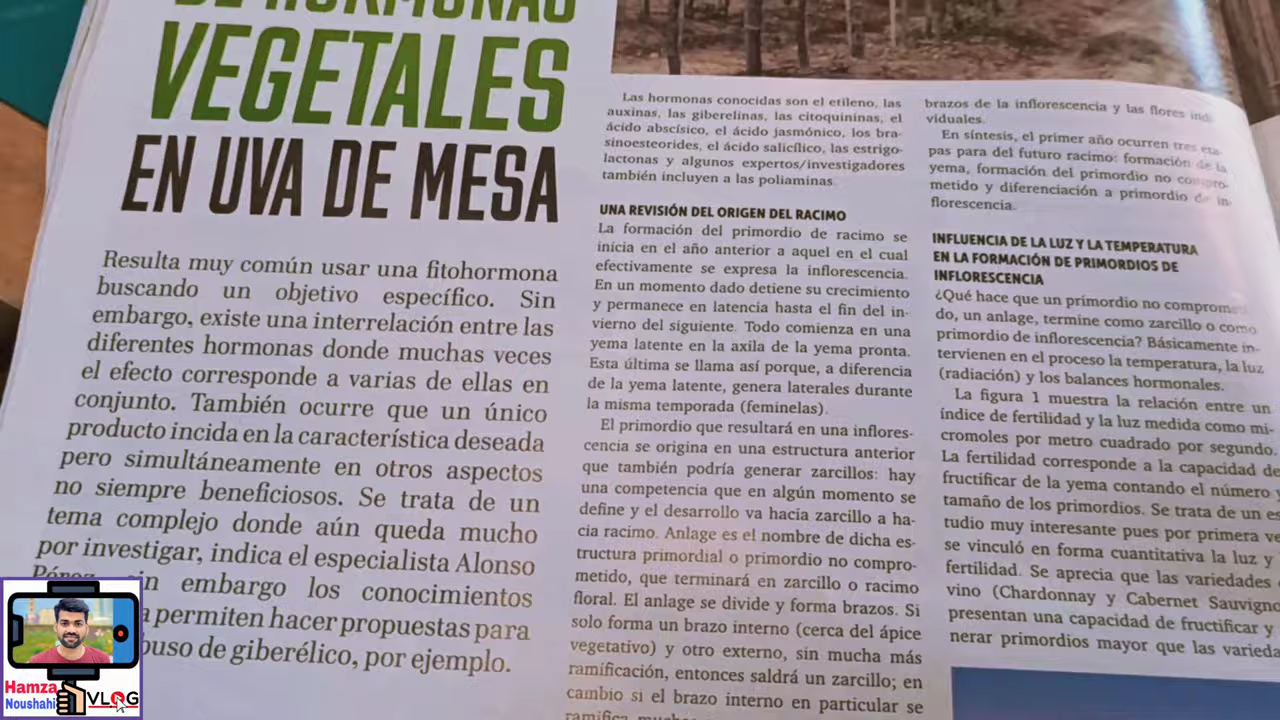 DE HORMONAS
VEGETALES
EN UVA DE MESA
Resulta muy común usar una fitohormona
buscando un objetivo específico. Sin
embargo, existe una interrelación entre las
diferentes hormonas donde muchas veces
el efecto corresponde a varias de ellas en
conjunto. También ocurre que un único
producto incida en la característica deseada
pero simultáneamente en otros aspectos
no siempre beneficiosos. Se trata de un
tema complejo donde aún queda mucho
por investigar, indica el especialista Alonso
Pérez, sin embargo los conocimientos
permiten hacer propuestas para
buso de giberélico, por ejemplo.
Las hormonas conocidas son el etileno, las
auxinas, las giberelinas, las citoquininas, el
ácido abscísico, el ácido jasmónico, los bra-
sinoesteorides, el ácido salicílico, las estrigo-
lactonas y algunos expertos/investigadores
también incluyen a las poliaminas.
UNA REVISIÓN DEL ORIGEN DEL RACIMO
La formación del primordio de racimo se
inicia en el año anterior a aquel en el cual
efectivamente se expresa la inflorescencia.
En un momento dado detiene su crecimiento
y permanece en latencia hasta el fin del in-
vierno del siguiente. Todo comienza en una
yema latente en la axila de la yema pronta.
Esta última se llama así porque, a diferencia
de la yema latente, genera laterales durante
la misma temporada (feminelas).
El primordio que resultará en una inflores-
cencia se origina en una estructura anterior
que también podría generar zarcillos: hay
una competencia que en algún momento se
define y el desarrollo va hacia zarcillo a ha-
cia racimo. Anlage es el nombre de dicha es-
tructura primordial o primordio no compro-
metido, que terminará en zarcillo o racimo
floral. El anlage se divide y forma brazos. Si
solo forma un brazo interno (cerca del ápice
vegetativo) y otro externo, sin mucha más
ramificación, entonces saldrá un zarcillo; en
cambio si el brazo interno en particular se
ramifica
brazos de la inflorescencia y las flores indi-
viduales.
En síntesis, el primer año ocurren tres eta-
pas para del futuro racimo: formación de la
yema, formación del primordio no compro-
metido y diferenciación a primordio de in-
florescencia.
INFLUENCIA DE LA LUZ Y LA TEMPERATURA
EN LA FORMACIÓN DE PRIMORDIOS DE
INFLORESCENCIA
¿Qué hace que un primordio no comprometi-
do, un anlage, termine como zarcillo o como
primordio de inflorescencia? Básicamente in-
tervienen en el proceso la temperatura, la luz
(radiación) y los balances hormonales.
La figura 1 muestra la relación entre un
índice de fertilidad y la luz medida como mi-
cromoles por metro cuadrado por segundo.
La fertilidad corresponde a la capacidad de
fructificar de la yema contando el número y
tamaño de los primordios. Se trata de un es-
tudio muy interesante pues por primera ve
se vinculó en forma cuantitativa la luz y
fertilidad. Se aprecia que las variedades
vino (Chardonnay y Cabernet Sauvigno
presentan una capacidad de fructificar y
nerar primordios mayor que las varieda
Hamza
Noushahi
VLOG